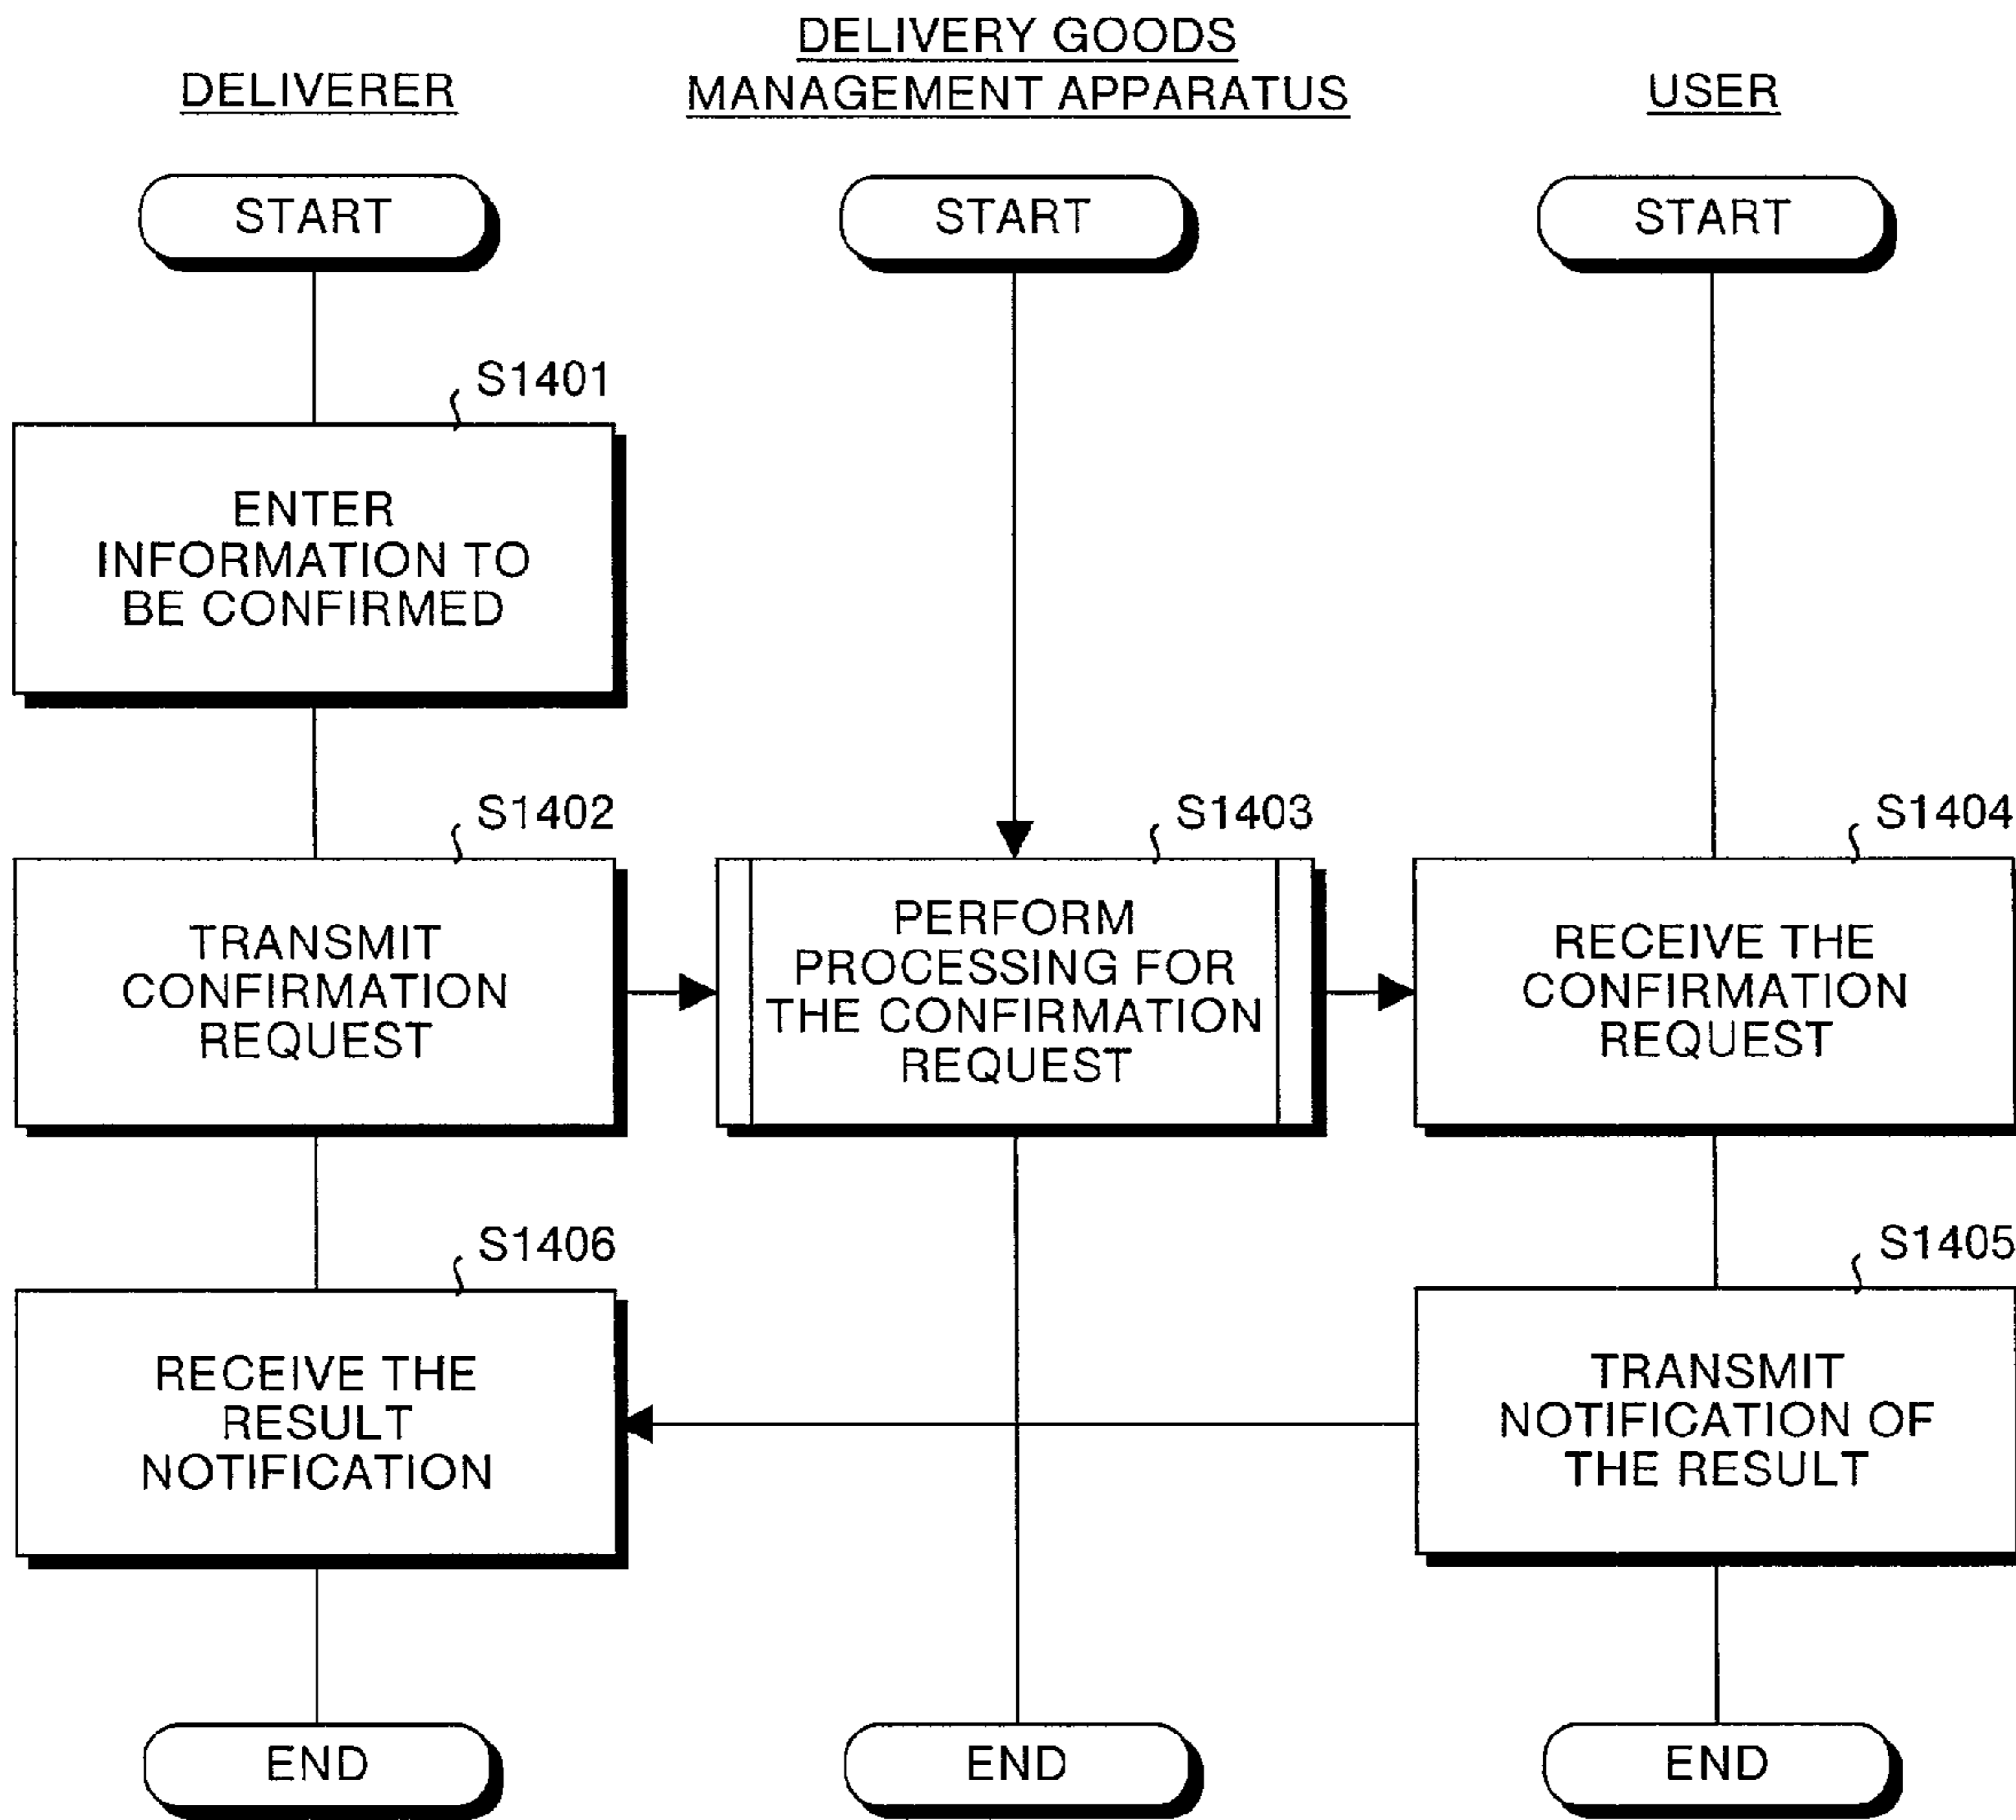 DELIVERER
DELIVERY GOODS
MANAGEMENT APPARATUS
USER
START
START
START
S1401
ENTER
INFORMATION TO
BE CONFIRMED
S1402
TRANSMIT
CONFIRMATION
REQUEST
S1403
PERFORM
PROCESSING FOR
THE CONFIRMATION
REQUEST
S1404
RECEIVE THE
CONFIRMATION
REQUEST
S1406
RECEIVE THE
RESULT
NOTIFICATION
S1405
TRANSMIT
NOTIFICATION OF
THE RESULT
END
END
END